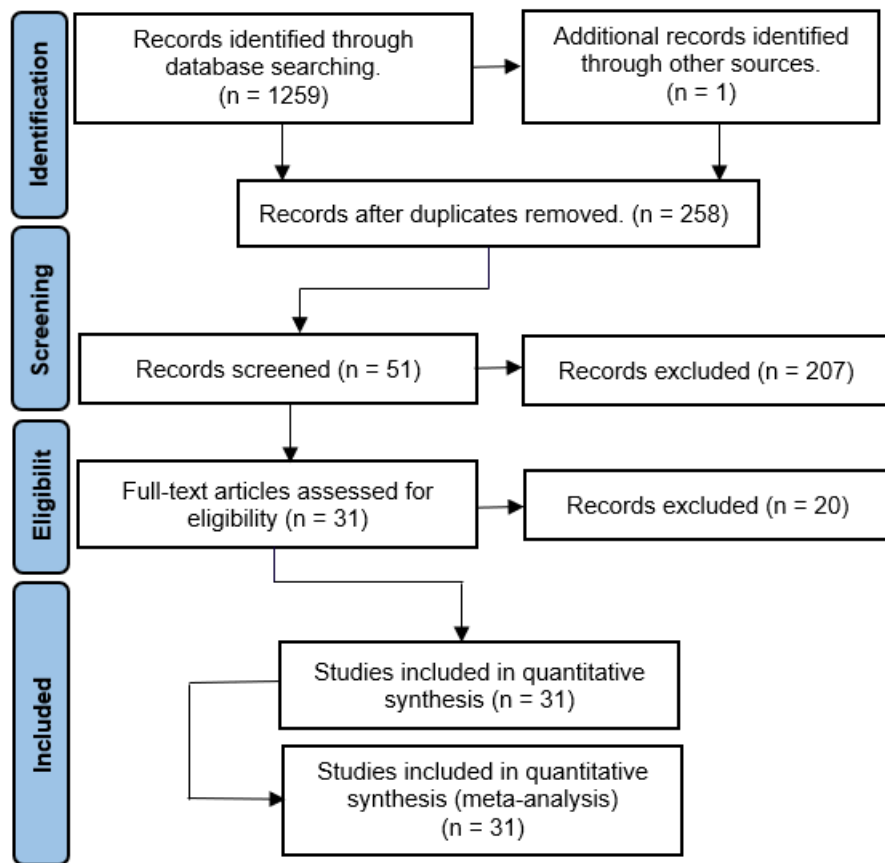 Identification
Records identified through
database searching.
(n = 1259)
Additional records identified
through other sources.
(n = 1)
Records after duplicates removed. (n = 258)
Screening
Records screened (n = 51)
Records excluded (n = 207)
Eligibilit
Full-text articles assessed for
eligibility (n = 31)
Records excluded (n = 20)
Included
Studies included in quantitative
synthesis (n = 31)
Studies included in quantitative
synthesis (meta-analysis)
(n = 31)